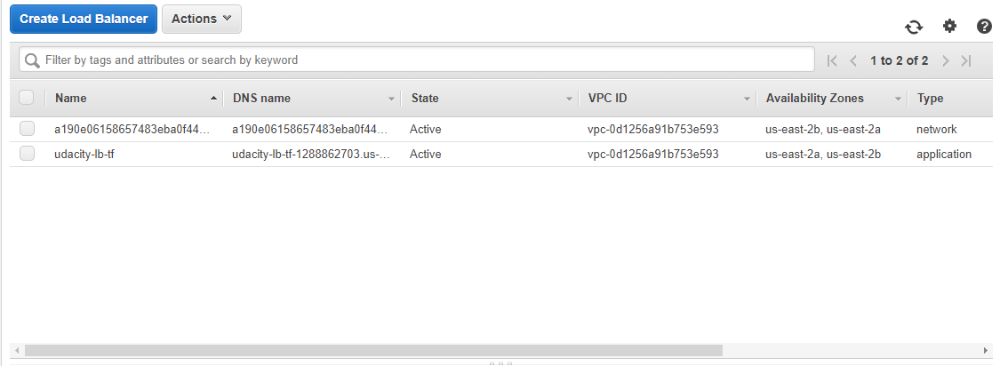 Create Load Balancer Actions
Filter by tags and attributes or search by keyword 1 to 2 of 2
Name DNS name State VPC ID Availability Zones Type
a190e06158657483eba0f44... a190e06158657483eba0f44... Active vpc-0d1256a91b753e593 us-east-2b, us-east-2a network
udacity-lb-tf udacity-lb-tf-1288862703.us-... Active vpc-0d1256a91b753e593 us-east-2a, us-east-2b application